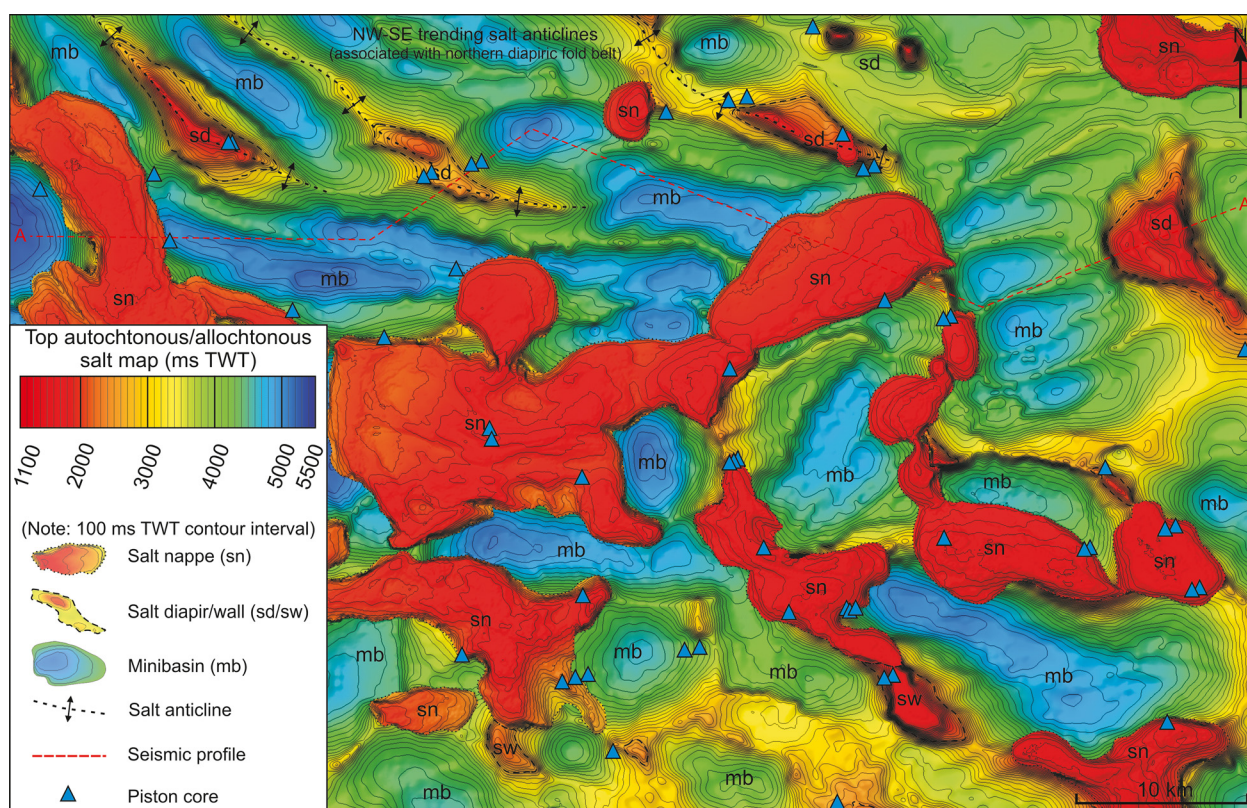 NW-SE trending salt anticlines
(associated with northern diapiric fold belt)
N
mb
mb
mb
sn
sd
sn
sd
sd
sd
mb
sd
A
A'
mb
sn
sn
mb
mb
sn
mb
mb
mb
mb
sn
sn
mb
sn
sn
mb
mb
mb
mb
sn
sw
sw
mb
mb
sn
10 km
Top autochtonous/allochtonous
salt map (ms TWT)
1100
2000
3000
4000
5000
5500
(Note: 100 ms TWT contour interval)
Salt nappe (sn)
Salt diapir/wall (sd/sw)
Minibasin (mb)
Salt anticline
Seismic profile
Piston core